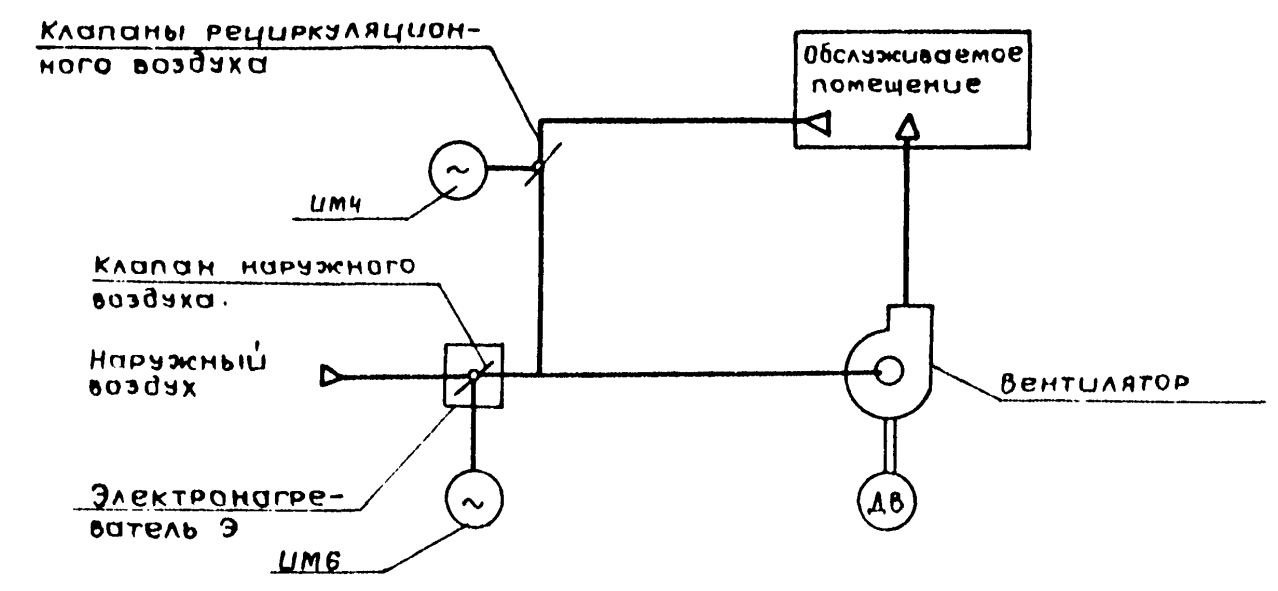 Клапаны рециркуляцион-
ного воздуха
Обслуживаемое
помещение
~
ИМ4
Клапан наружного
воздуха.
Наружный
воздух
Вентилятор
Электронагре-
ватель Э
~
ДВ
ИМ6